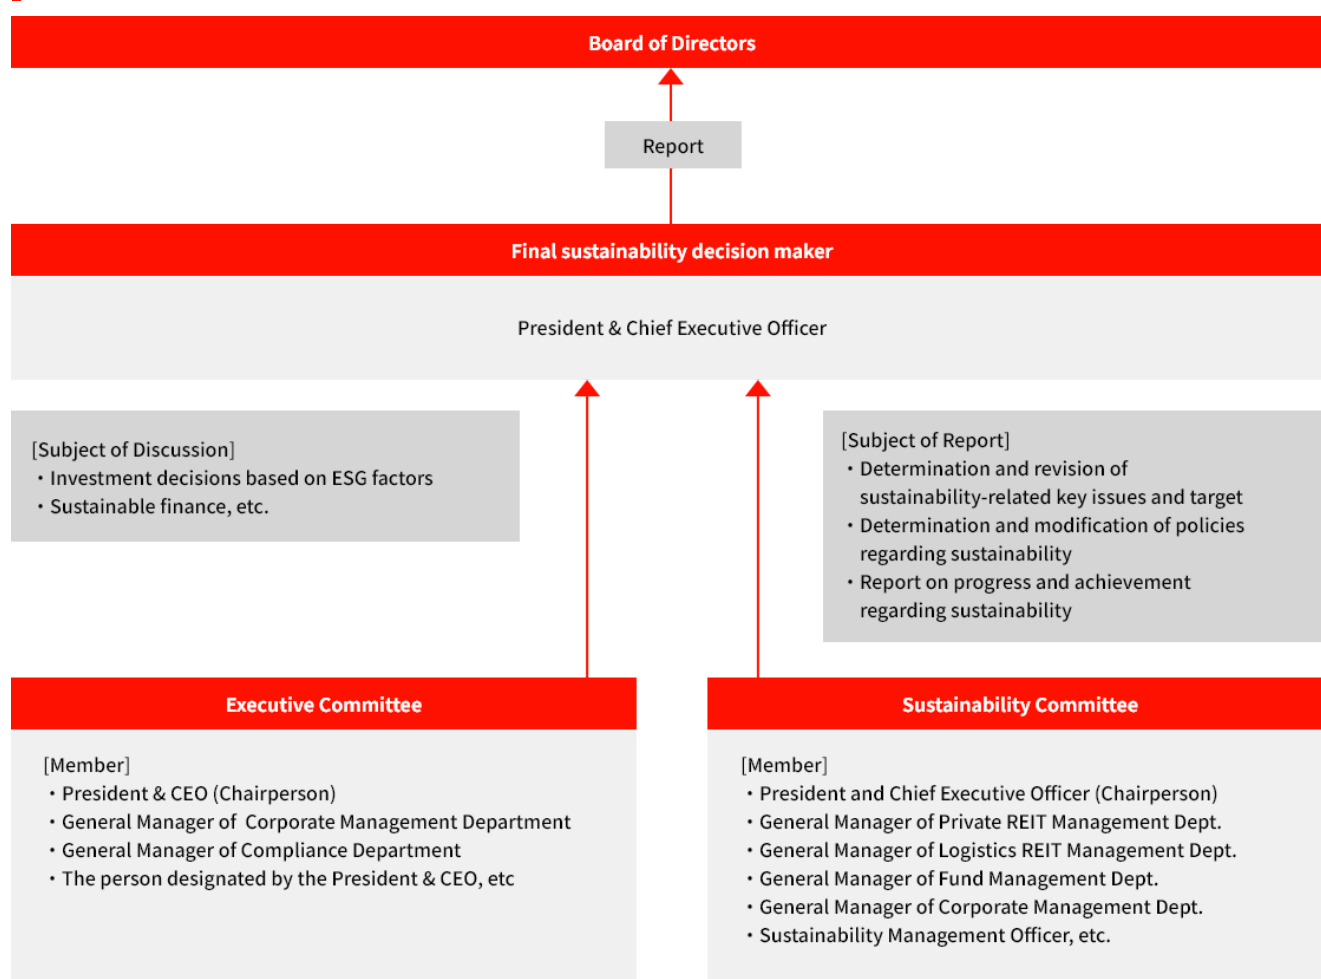 Board of Directors
Report
Final sustainability decision maker
President & Chief Executive Officer
[Subject of Discussion]
・Investment decisions based on ESG factors
・Sustainable finance, etc.
[Subject of Report]
・Determination and revision of
sustainability-related key issues and target
・Determination and modification of policies
regarding sustainability
・Report on progress and achievement
regarding sustainability
Executive Committee
[Member]
・President & CEO (Chairperson)
・General Manager of Corporate Management Department
・General Manager of Compliance Department
・The person designated by the President & CEO, etc
Sustainability Committee
[Member]
・President and Chief Executive Officer (Chairperson)
・General Manager of Private REIT Management Dept.
・General Manager of Logistics REIT Management Dept.
・General Manager of Fund Management Dept.
・General Manager of Corporate Management Dept.
・Sustainability Management Officer, etc.